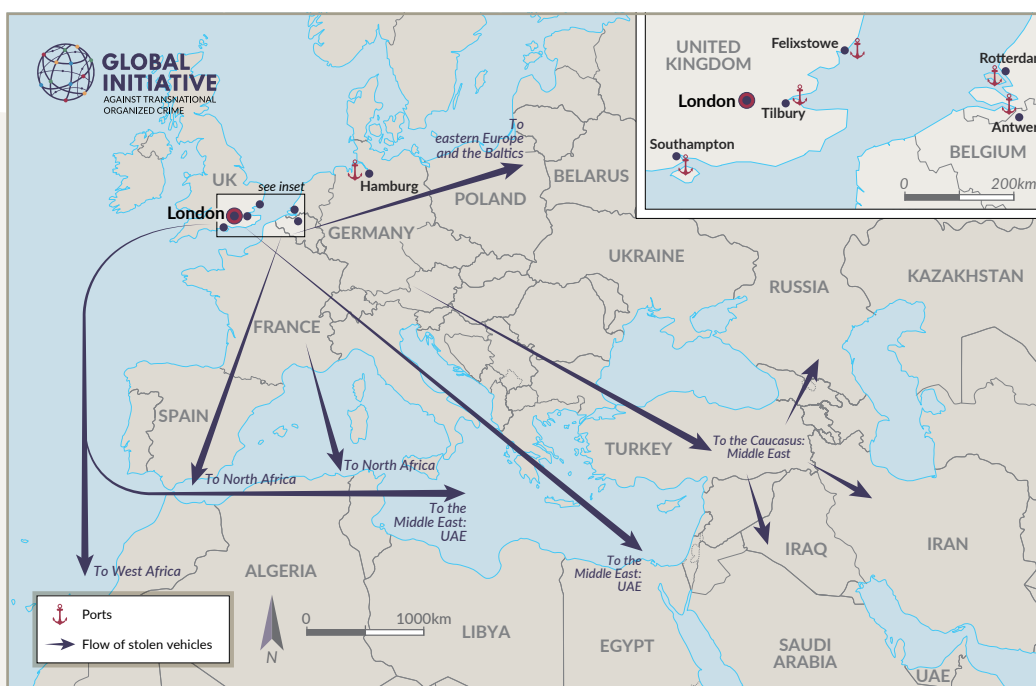 GLOBAL
INITIATIVE
AGAINST TRANSNATIONAL
ORGANIZED CRIME
UNITED
KINGDOM
Felixstowe
London
Tilbury
Southampton
Rotterdar
Antwer
BELGIUM
0
200km
To
eastern Europe
and the Baltics
UK
see inset
Hamburg
London
GERMANY
POLAND
BELARUS
UKRAINE
RUSSIA
KAZAKHSTAN
FRANCE
SPAIN
TURKEY
To the Caucasus:
Middle East
To North Africa
To North Africa
To the
Middle East:
UAE
To the
Middle East:
UAE
To West Africa
ALGERIA
LIBYA
EGYPT
IRAQ
IRAN
SAUDI
ARABIA
UAE
Ports
Flow of stolen vehicles
N
0
1000km